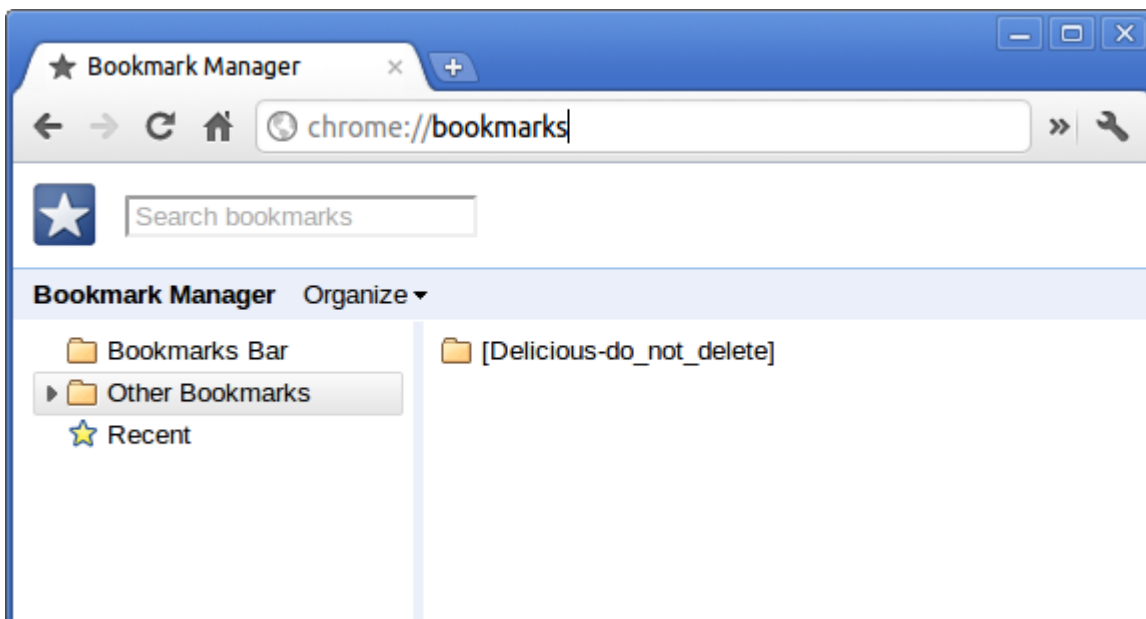 Bookmark Manager
chrome://bookmarks
Search bookmarks
Bookmark Manager Organize
Bookmarks Bar
Other Bookmarks
Recent
[Delicious-do_not_delete]